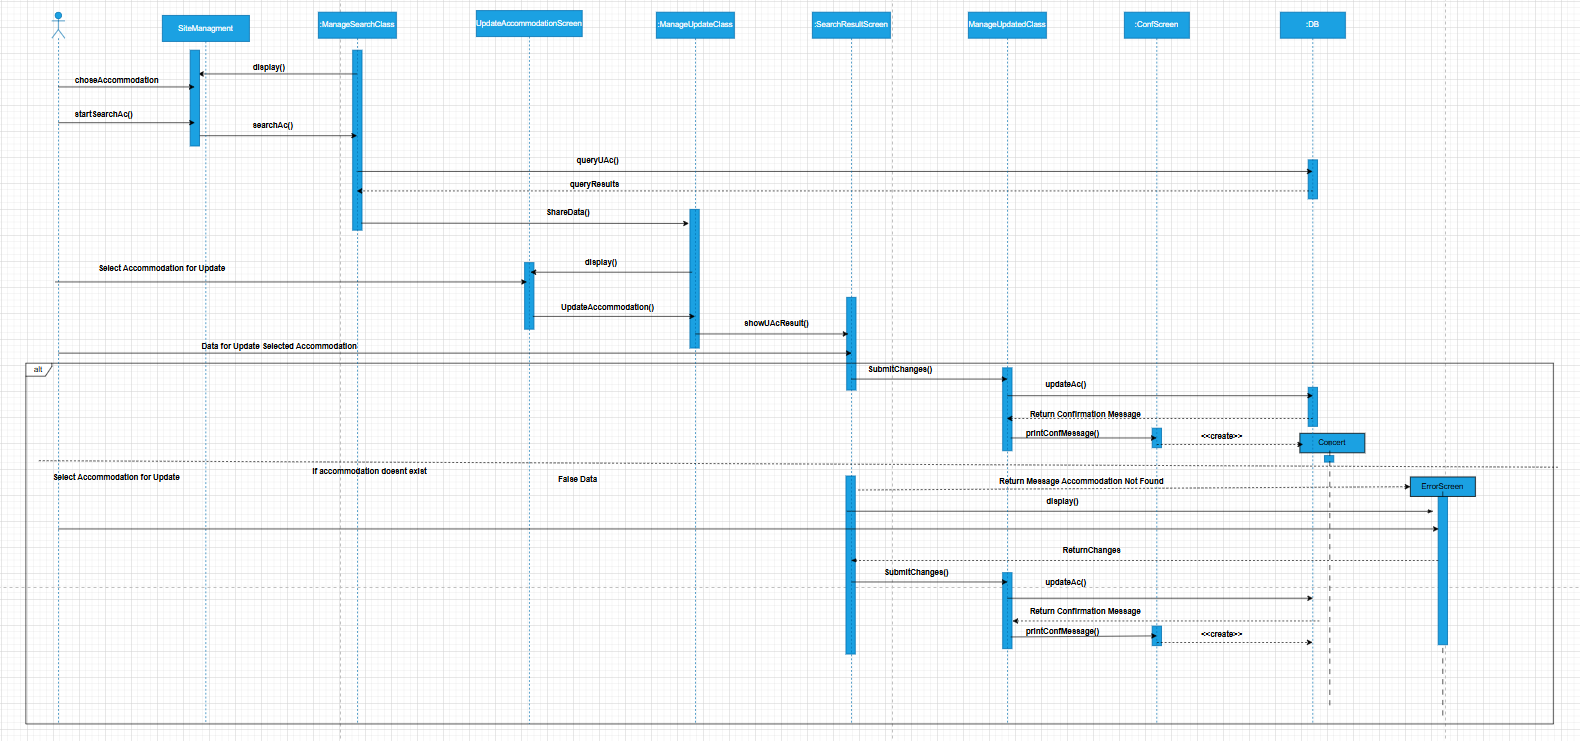 SiteManagment
:ManageSearchClass
UpdateAccommodationScreen
:ManageUpdateClass
:SearchResultScreen
ManageUpdatedClass
:ConfScreen
:DB
display()
choseAccommodation
startSearchAc()
searchAc()
queryUAc()
queryResults
ShareData()
display()
Select Accommodation for Update
UpdateAccommodation()
showUAcResult()
Data for Update Selected Accommodation
alt
SubmitChanges()
updateAc()
Return Confirmation Message
printConfMessage()
<<create>>
Concert
If accommodation doesnt exist
Select Accommodation for Update
False Data
Return Message Accommodation Not Found
ErrorScreen
display()
ReturnChanges
SubmitChanges()
updateAc()
Return Confirmation Message
printConfMessage()
<<create>>